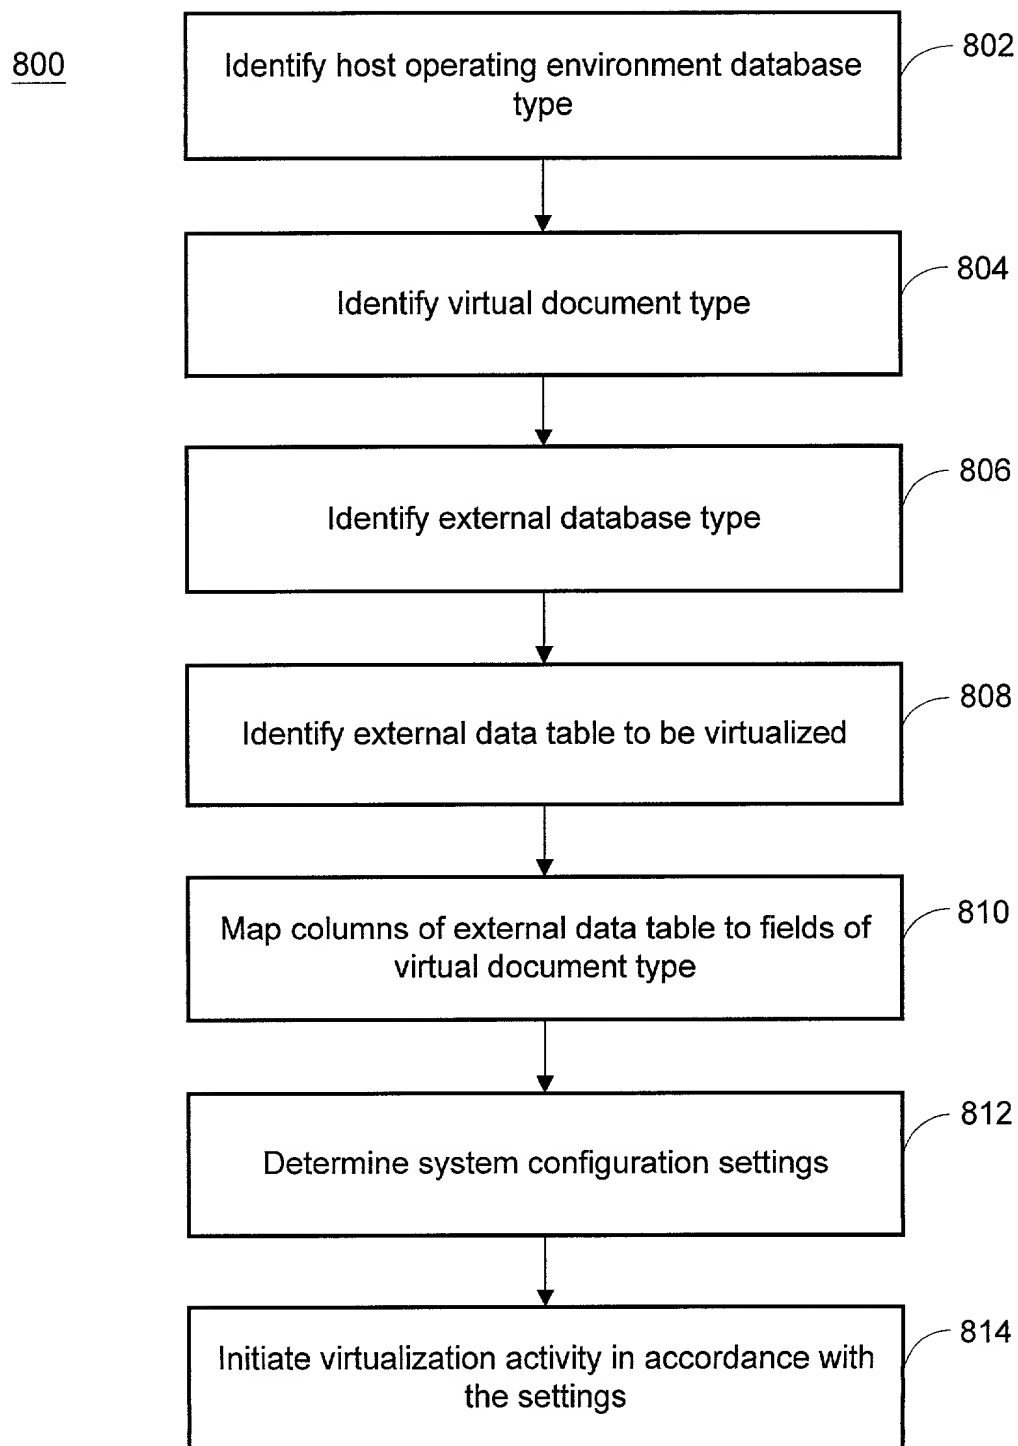 800
Identify host operating environment database
type
802
Identify virtual document type
804
Identify external database type
806
Identify external data table to be virtualized
808
Map columns of external data table to fields of
virtual document type
810
Determine system configuration settings
812
Initiate virtualization activity in accordance with
the settings
814